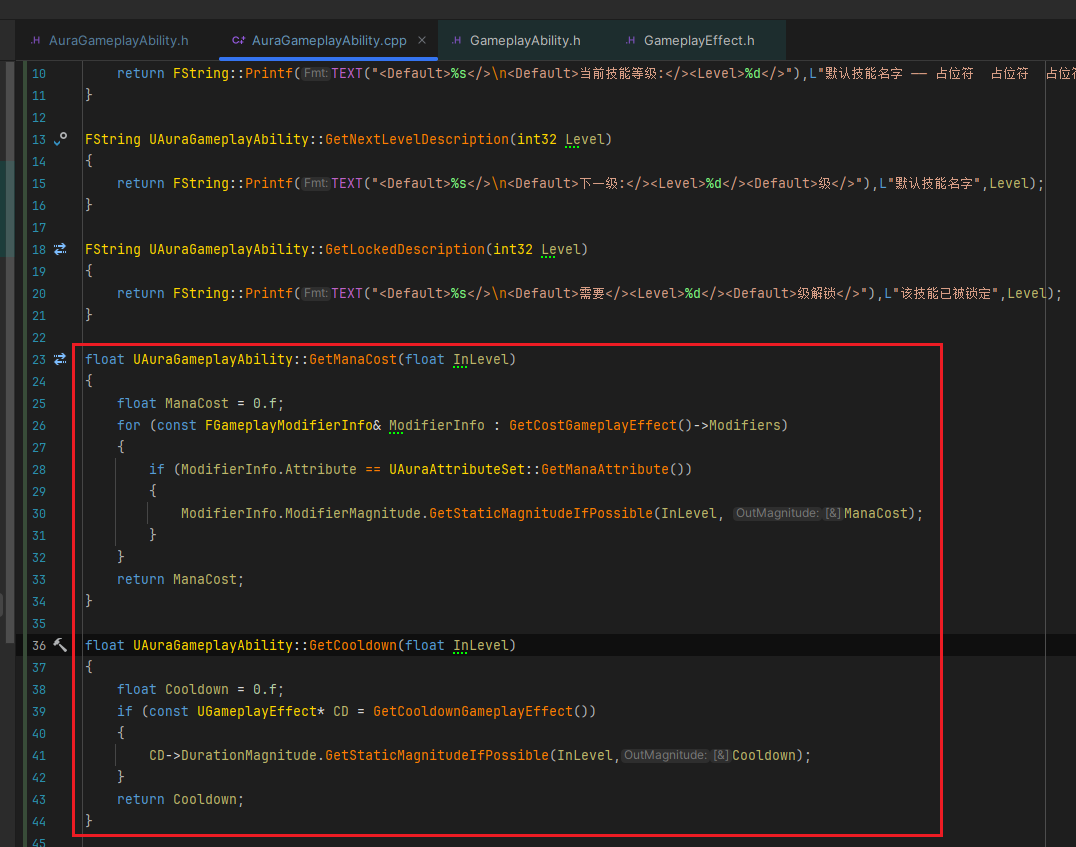 AuraGameplayAbility.h AuraGameplayAbility.cpp GameplayAbility.h GameplayEffect.h
10 return FString::Printf(Fmt:TEXT("<Default>%s</>\n<Default>当前技能等级:</><Level>%d</>"),L"默认技能名字 —— 占位符 占位符 占位符
11 }
12
13 FString UAuraGameplayAbility::GetNextLevelDescription(int32 Level)
14 {
15 return FString::Printf(Fmt:TEXT("<Default>%s</>\n<Default>下一级:</><Level>%d</><Default>级</>"),L"默认技能名字",Level);
16 }
17
18 FString UAuraGameplayAbility::GetLockedDescription(int32 Level)
19 {
20 return FString::Printf(Fmt:TEXT("<Default>%s</>\n<Default>需要</><Level>%d</><Default>级解锁</>"),L"该技能已被锁定",Level);
21 }
22
23 float UAuraGameplayAbility::GetManaCost(float InLevel)
24 {
25 float ManaCost = 0.f;
26 for (const FGameplayModifierInfo& ModifierInfo : GetCostGameplayEffect()->Modifiers)
27 {
28 if (ModifierInfo.Attribute == UAuraAttributeSet::GetManaAttribute())
29 {
30 ModifierInfo.ModifierMagnitude.GetStaticMagnitudeIfPossible(InLevel, OutMagnitude: [&]ManaCost);
31 }
32 }
33 return ManaCost;
34 }
35
36 float UAuraGameplayAbility::GetCooldown(float InLevel)
37 {
38 float Cooldown = 0.f;
39 if (const UGameplayEffect* CD = GetCooldownGameplayEffect())
40 {
41 CD->DurationMagnitude.GetStaticMagnitudeIfPossible(InLevel,OutMagnitude: [&]Cooldown);
42 }
43 return Cooldown;
44 }
45